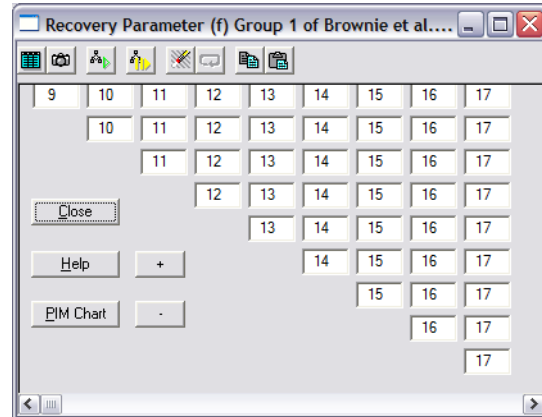 Recovery Parameter (f) Group 1 of Brownie et al....
9 10 11 12 13 14 15 16 17
10 11 12 13 14 15 16 17
11 12 13 14 15 16 17
12 13 14 15 16 17
Close
13 14 15 16 17
Help + 14 15 16 17
15 16 17
PIM Chart - 16 17
17